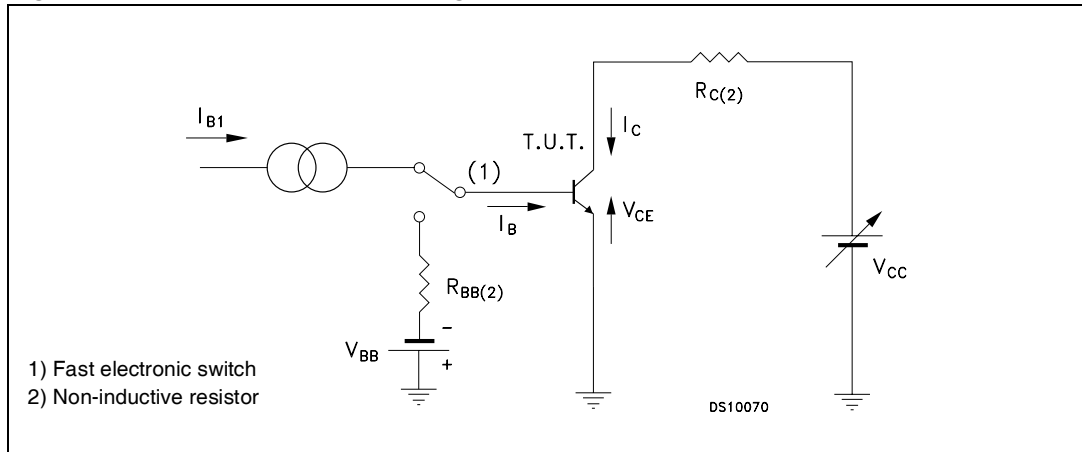 I_B1
R_C(2)
T.U.T.
I_C
(1)
I_B
V_CE
R_BB(2)
V_CC
V_BB
−
+
1) Fast electronic switch
2) Non-inductive resistor
DS10070